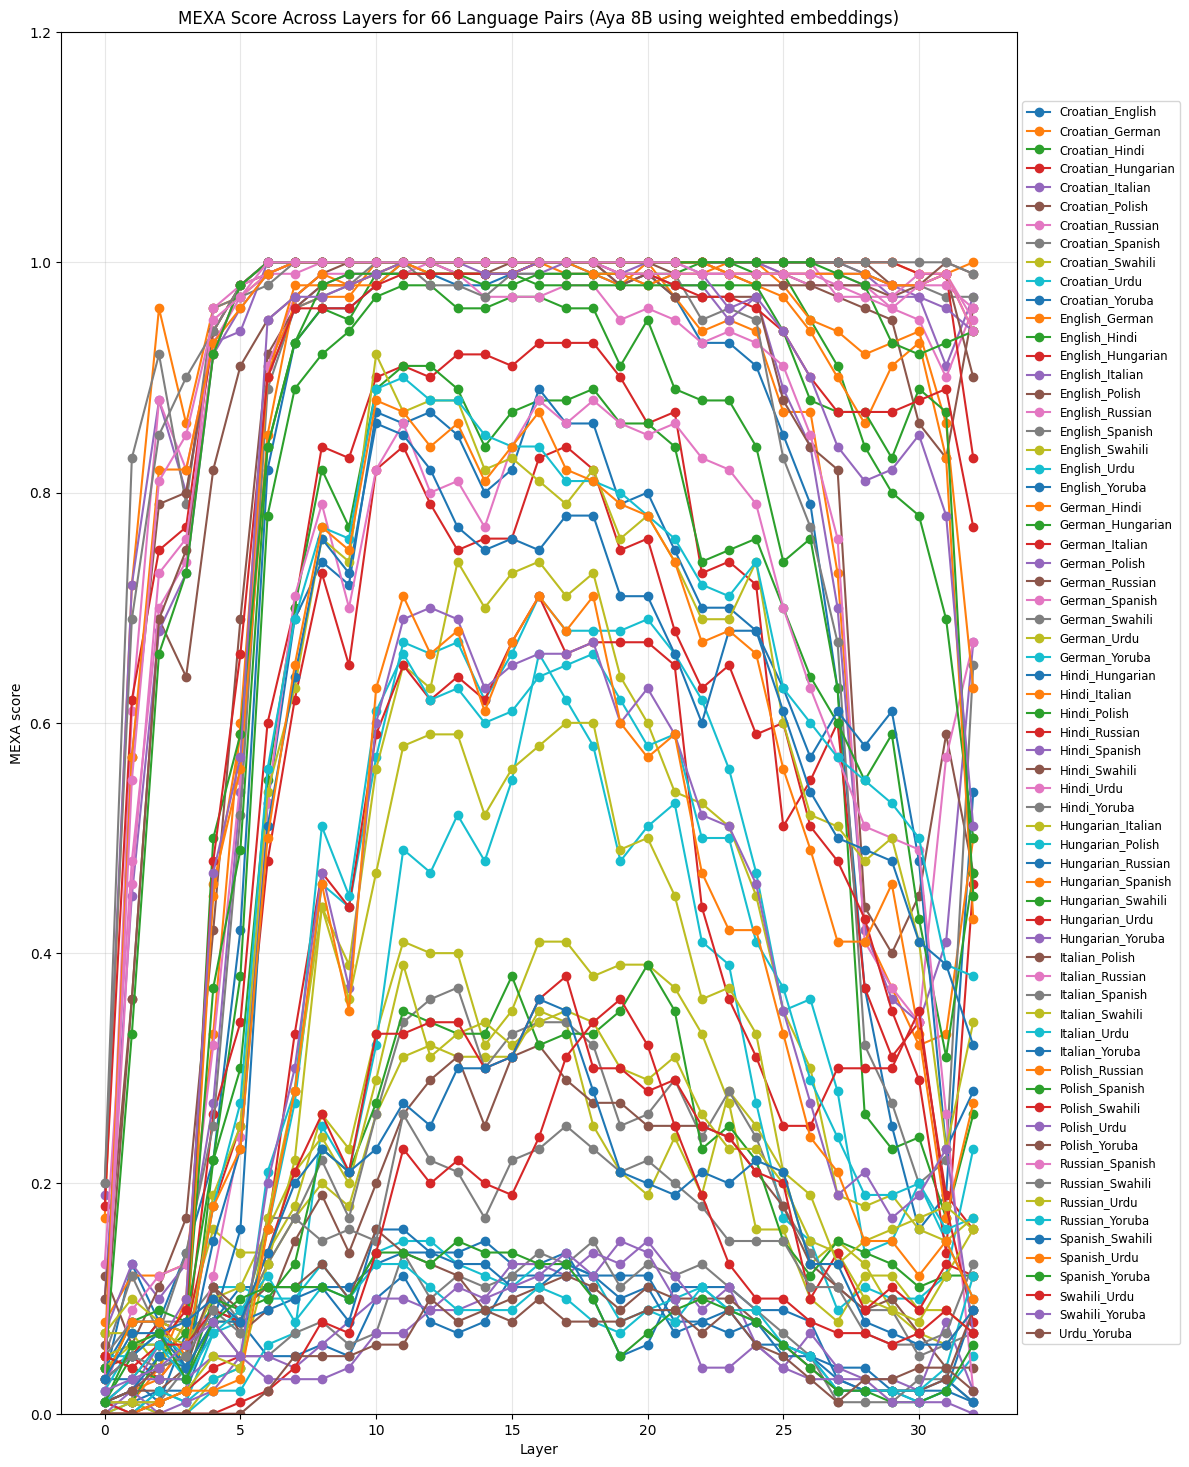 MEXA Score Across Layers for 66 Language Pairs (Aya 8B using weighted embeddings)
1.2
1.0
0.8
0.6
0.4
0.2
0.0
MEXA score
0
5
10
15
20
25
30
Layer
Croatian_English
Croatian_German
Croatian_Hindi
Croatian_Hungarian
Croatian_Italian
Croatian_Polish
Croatian_Russian
Croatian_Spanish
Croatian_Swahili
Croatian_Urdu
Croatian_Yoruba
English_German
English_Hindi
English_Hungarian
English_Italian
English_Polish
English_Russian
English_Spanish
English_Swahili
English_Urdu
English_Yoruba
German_Hindi
German_Hungarian
German_Italian
German_Polish
German_Russian
German_Spanish
German_Swahili
German_Urdu
German_Yoruba
Hindi_Hungarian
Hindi_Italian
Hindi_Polish
Hindi_Russian
Hindi_Spanish
Hindi_Swahili
Hindi_Urdu
Hindi_Yoruba
Hungarian_Italian
Hungarian_Polish
Hungarian_Russian
Hungarian_Spanish
Hungarian_Swahili
Hungarian_Urdu
Hungarian_Yoruba
Italian_Polish
Italian_Russian
Italian_Spanish
Italian_Swahili
Italian_Urdu
Italian_Yoruba
Polish_Russian
Polish_Spanish
Polish_Swahili
Polish_Urdu
Polish_Yoruba
Russian_Spanish
Russian_Swahili
Russian_Urdu
Russian_Yoruba
Spanish_Swahili
Spanish_Urdu
Spanish_Yoruba
Swahili_Urdu
Swahili_Yoruba
Urdu_Yoruba